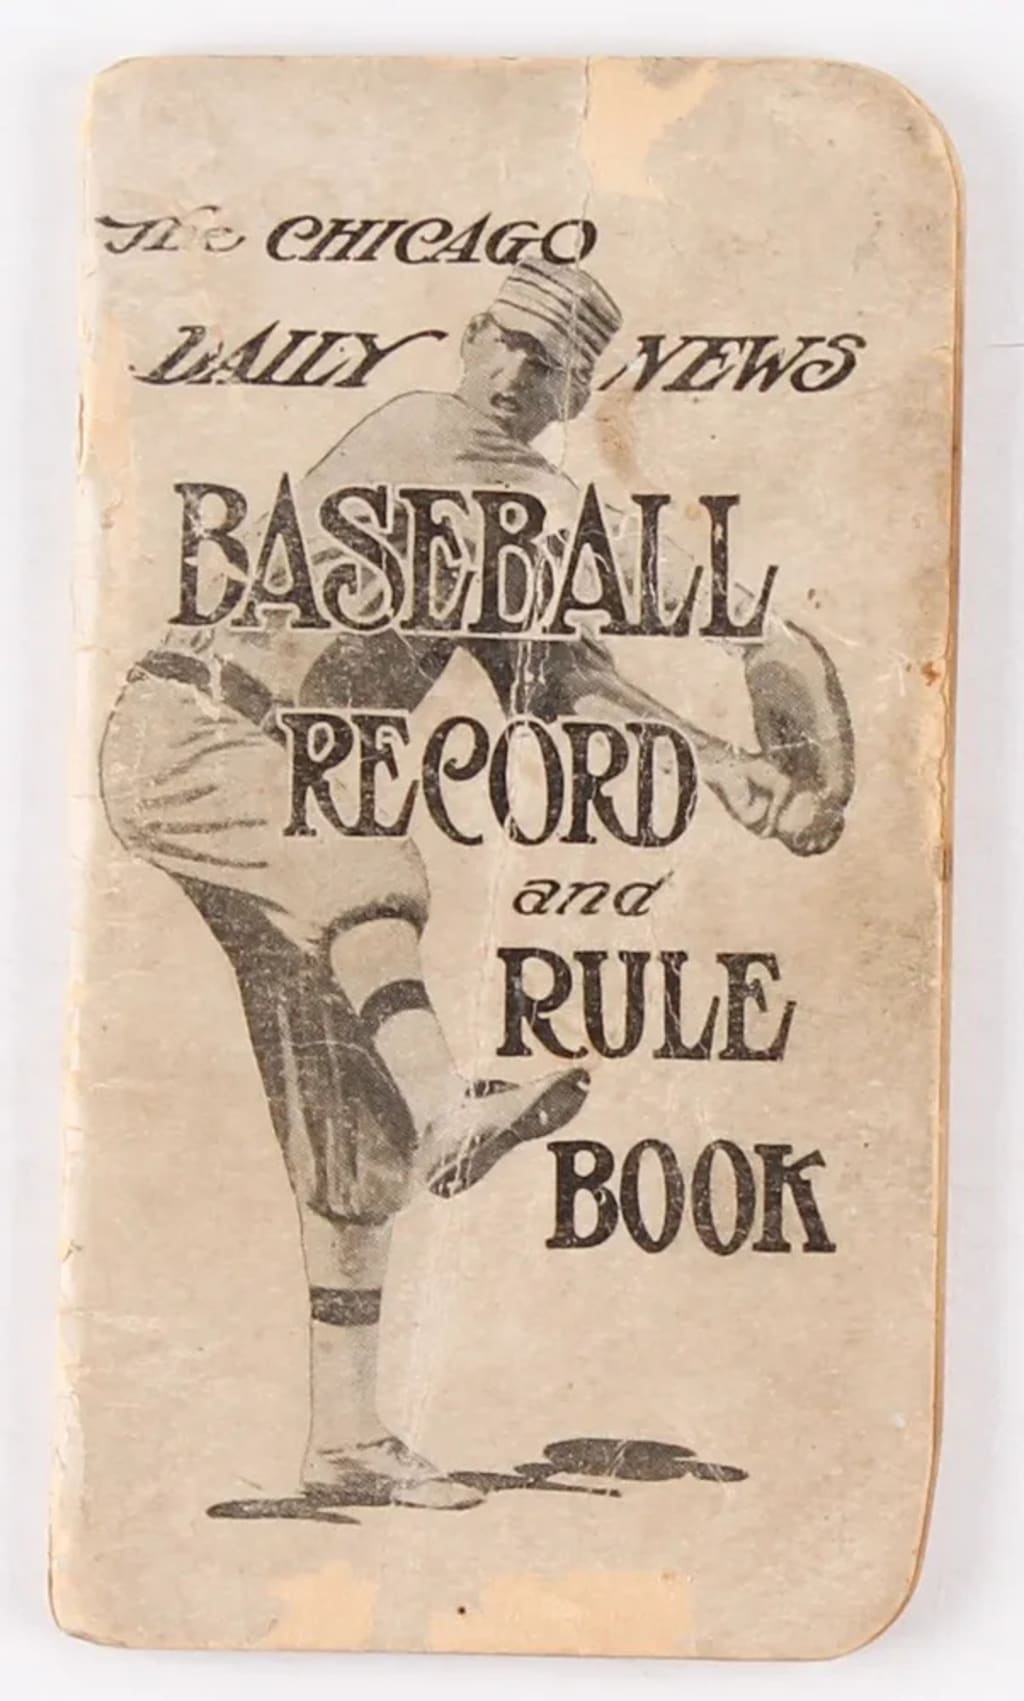 The CHICAGO
DAILY NEWS
BASEBALL
RECORD
and
RULE
BOOK